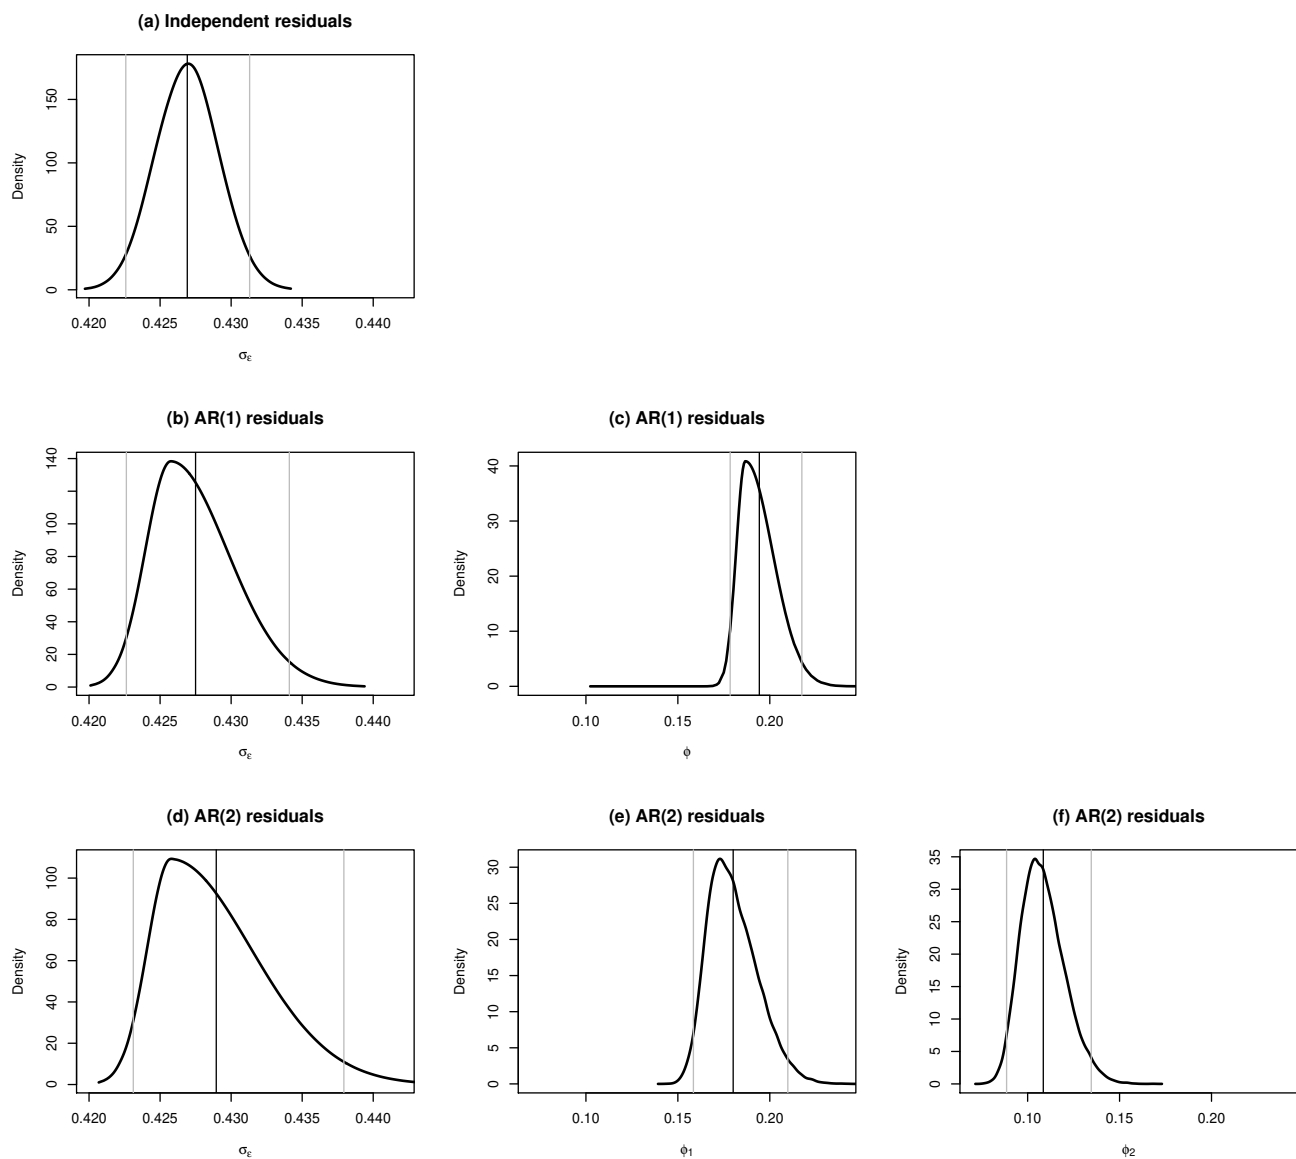 (a) Independent residuals
Density
0 50 100 150
0.420 0.425 0.430 0.435 0.440
σε
(b) AR(1) residuals
Density
0 20 40 60 80 100 140
0.420 0.425 0.430 0.435 0.440
σε
(c) AR(1) residuals
Density
0 10 20 30 40
0.10 0.15 0.20
ϕ
(d) AR(2) residuals
Density
0 20 40 60 80 100
0.420 0.425 0.430 0.435 0.440
σε
(e) AR(2) residuals
Density
0 5 10 15 20 25 30
0.10 0.15 0.20
ϕ1
(f) AR(2) residuals
Density
0 5 10 15 20 25 30 35
0.10 0.15 0.20
ϕ2